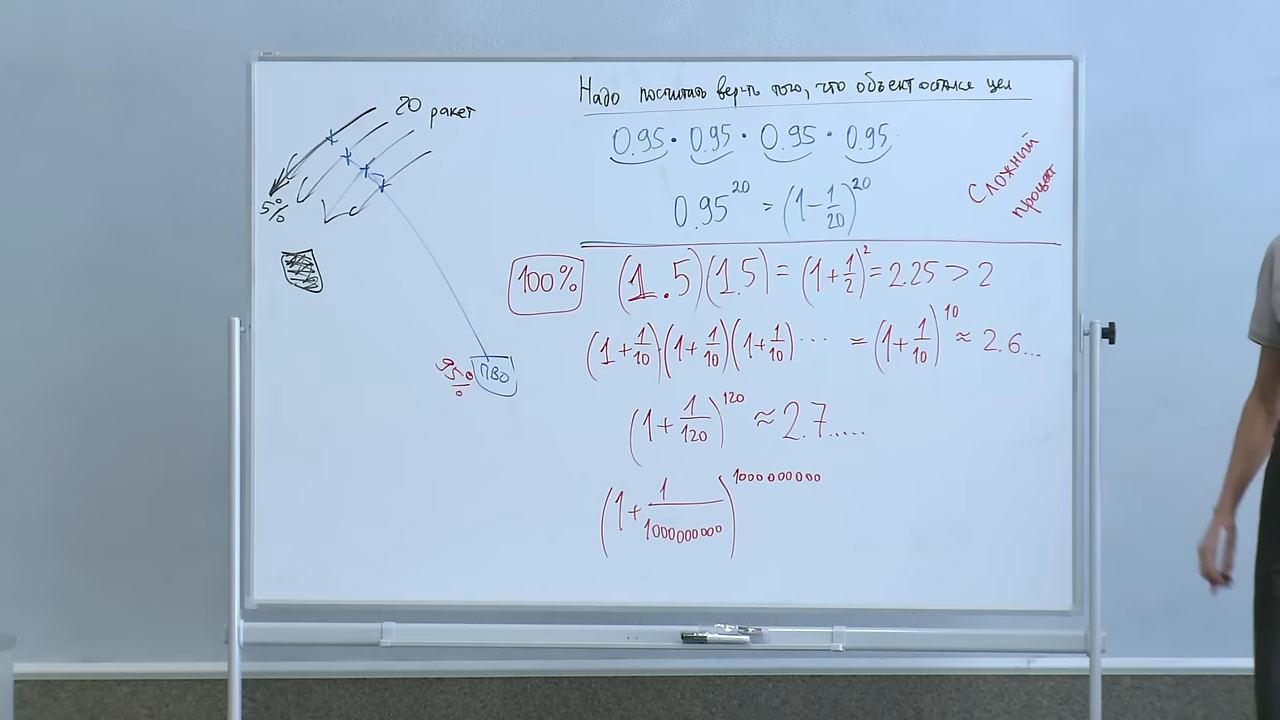 20 ракет
5%
95%
ПВО
Надо посчитать вер-ть того, что объект остался цел
0.95 · 0.95 · 0.95 · 0.95
0.95^20 = (1-1/20)^20
Сложный
процент
100%
(1.5)(1.5) = (1+1/2)^2 = 2.25 > 2
(1+1/10)(1+1/10)(1+1/10)... = (1+1/10)^10 ≈ 2.6...
(1+1/120)^120 ≈ 2.7.....
(1+1/1000000000)^1000000000